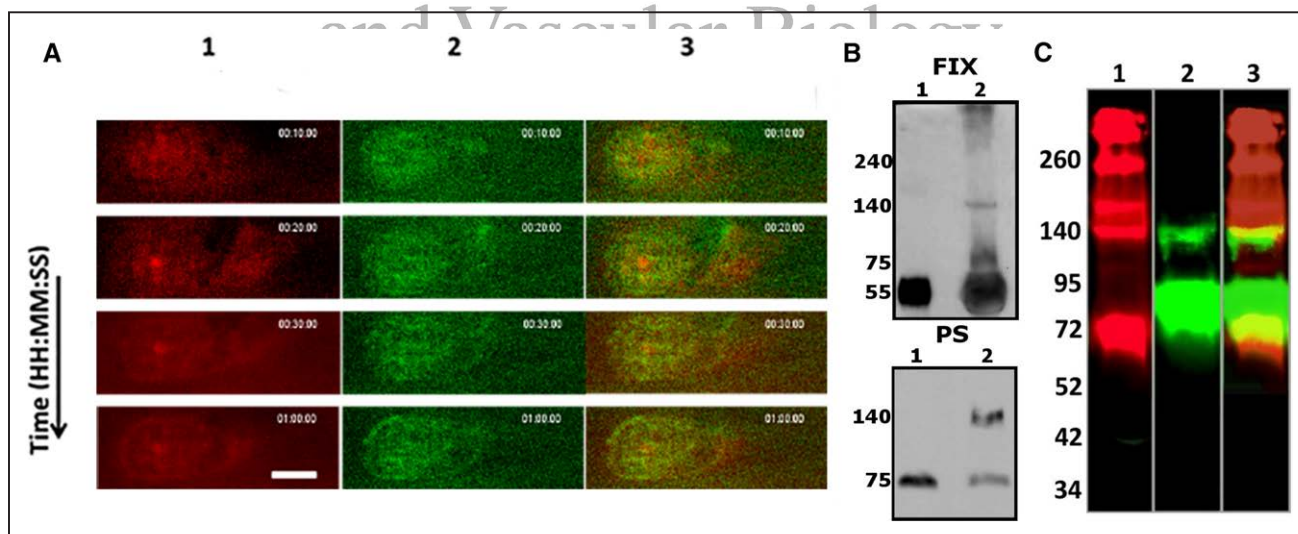 and Vascular Biology
A
1 2 3
00:10:00 00:10:00 00:10:00
00:20:00 00:20:00 00:20:00
00:30:00 00:30:00 00:30:00
01:00:00 01:00:00 01:00:00
Time (HH:MM:SS)
B
FIX
1 2
240
140
75
55
PS
1 2
140
75
C
1 2 3
260
140
95
72
52
42
34